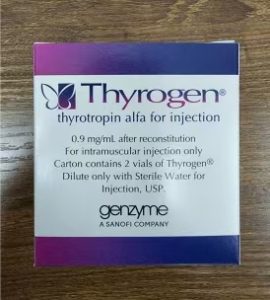 Thyrogen®
thyrotropin alfa for injection
0.9 mg/mL after reconstitution
For intramuscular injection only
Carton contains 2 vials of Thyrogen®
Dilute only with Sterile Water for
Injection, USP.
genzyme
A SANOFI COMPANY